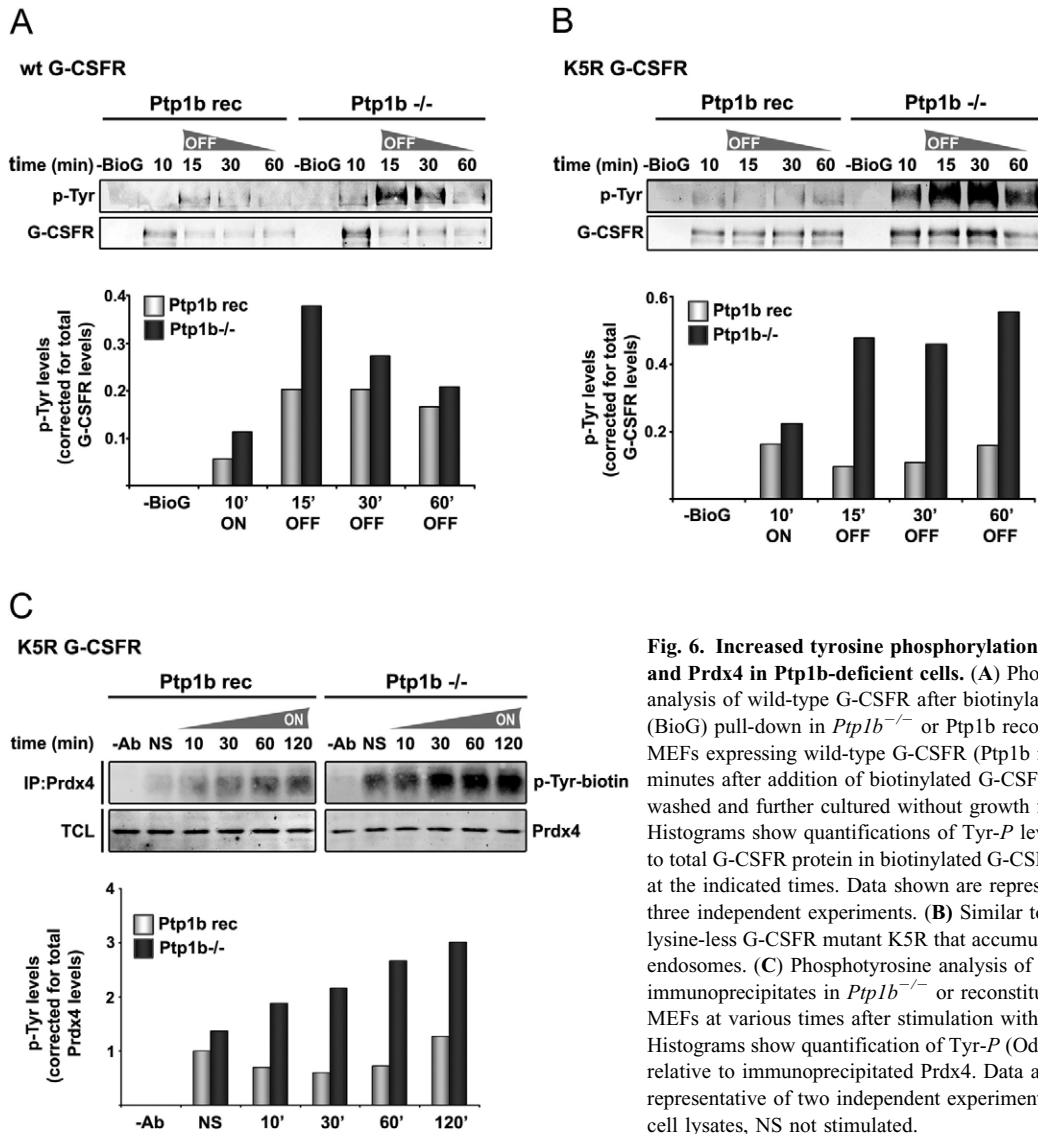 A
wt G-CSFR
Ptp1b rec Ptp1b -/-
OFF OFF
time (min) -BioG 10 15 30 60 -BioG 10 15 30 60
p-Tyr
G-CSFR
p-Tyr levels
(corrected for total
G-CSFR levels)
0.4
0.3
0.2
0.1
Ptp1b rec
Ptp1b-/-
-BioG 10' 15' 30' 60'
ON OFF OFF OFF
B
K5R G-CSFR
Ptp1b rec Ptp1b -/-
OFF OFF
time (min) -BioG 10 15 30 60 -BioG 10 15 30 60
p-Tyr
G-CSFR
p-Tyr levels
(corrected for total
G-CSFR levels)
0.6
0.4
0.2
Ptp1b rec
Ptp1b-/-
-BioG 10' 15' 30' 60'
ON OFF OFF OFF
C
K5R G-CSFR
Ptp1b rec Ptp1b -/-
ON ON
time (min) -Ab NS 10 30 60 120 -Ab NS 10 30 60 120
IP:Prdx4 p-Tyr-biotin
TCL Prdx4
p-Tyr levels
(corrected for total
Prdx4 levels)
4
3
2
1
Ptp1b rec
Ptp1b-/-
-Ab NS 10' 30' 60' 120'
Fig. 6. Increased tyrosine phosphorylation
and Prdx4 in Ptp1b-deficient cells. (A) Pho
analysis of wild-type G-CSFR after biotinyla
(BioG) pull-down in Ptp1b−/− or Ptp1b reco
MEFs expressing wild-type G-CSFR (Ptp1b r
minutes after addition of biotinylated G-CSF
washed and further cultured without growth r
Histograms show quantifications of Tyr-P lev
to total G-CSFR protein in biotinylated G-CSF
at the indicated times. Data shown are repres
three independent experiments. (B) Similar to
lysine-less G-CSFR mutant K5R that accumu
endosomes. (C) Phosphotyrosine analysis of
immunoprecipitates in Ptp1b−/− or reconstitu
MEFs at various times after stimulation with
Histograms show quantification of Tyr-P (Od
relative to immunoprecipitated Prdx4. Data a
representative of two independent experiment
cell lysates, NS not stimulated.